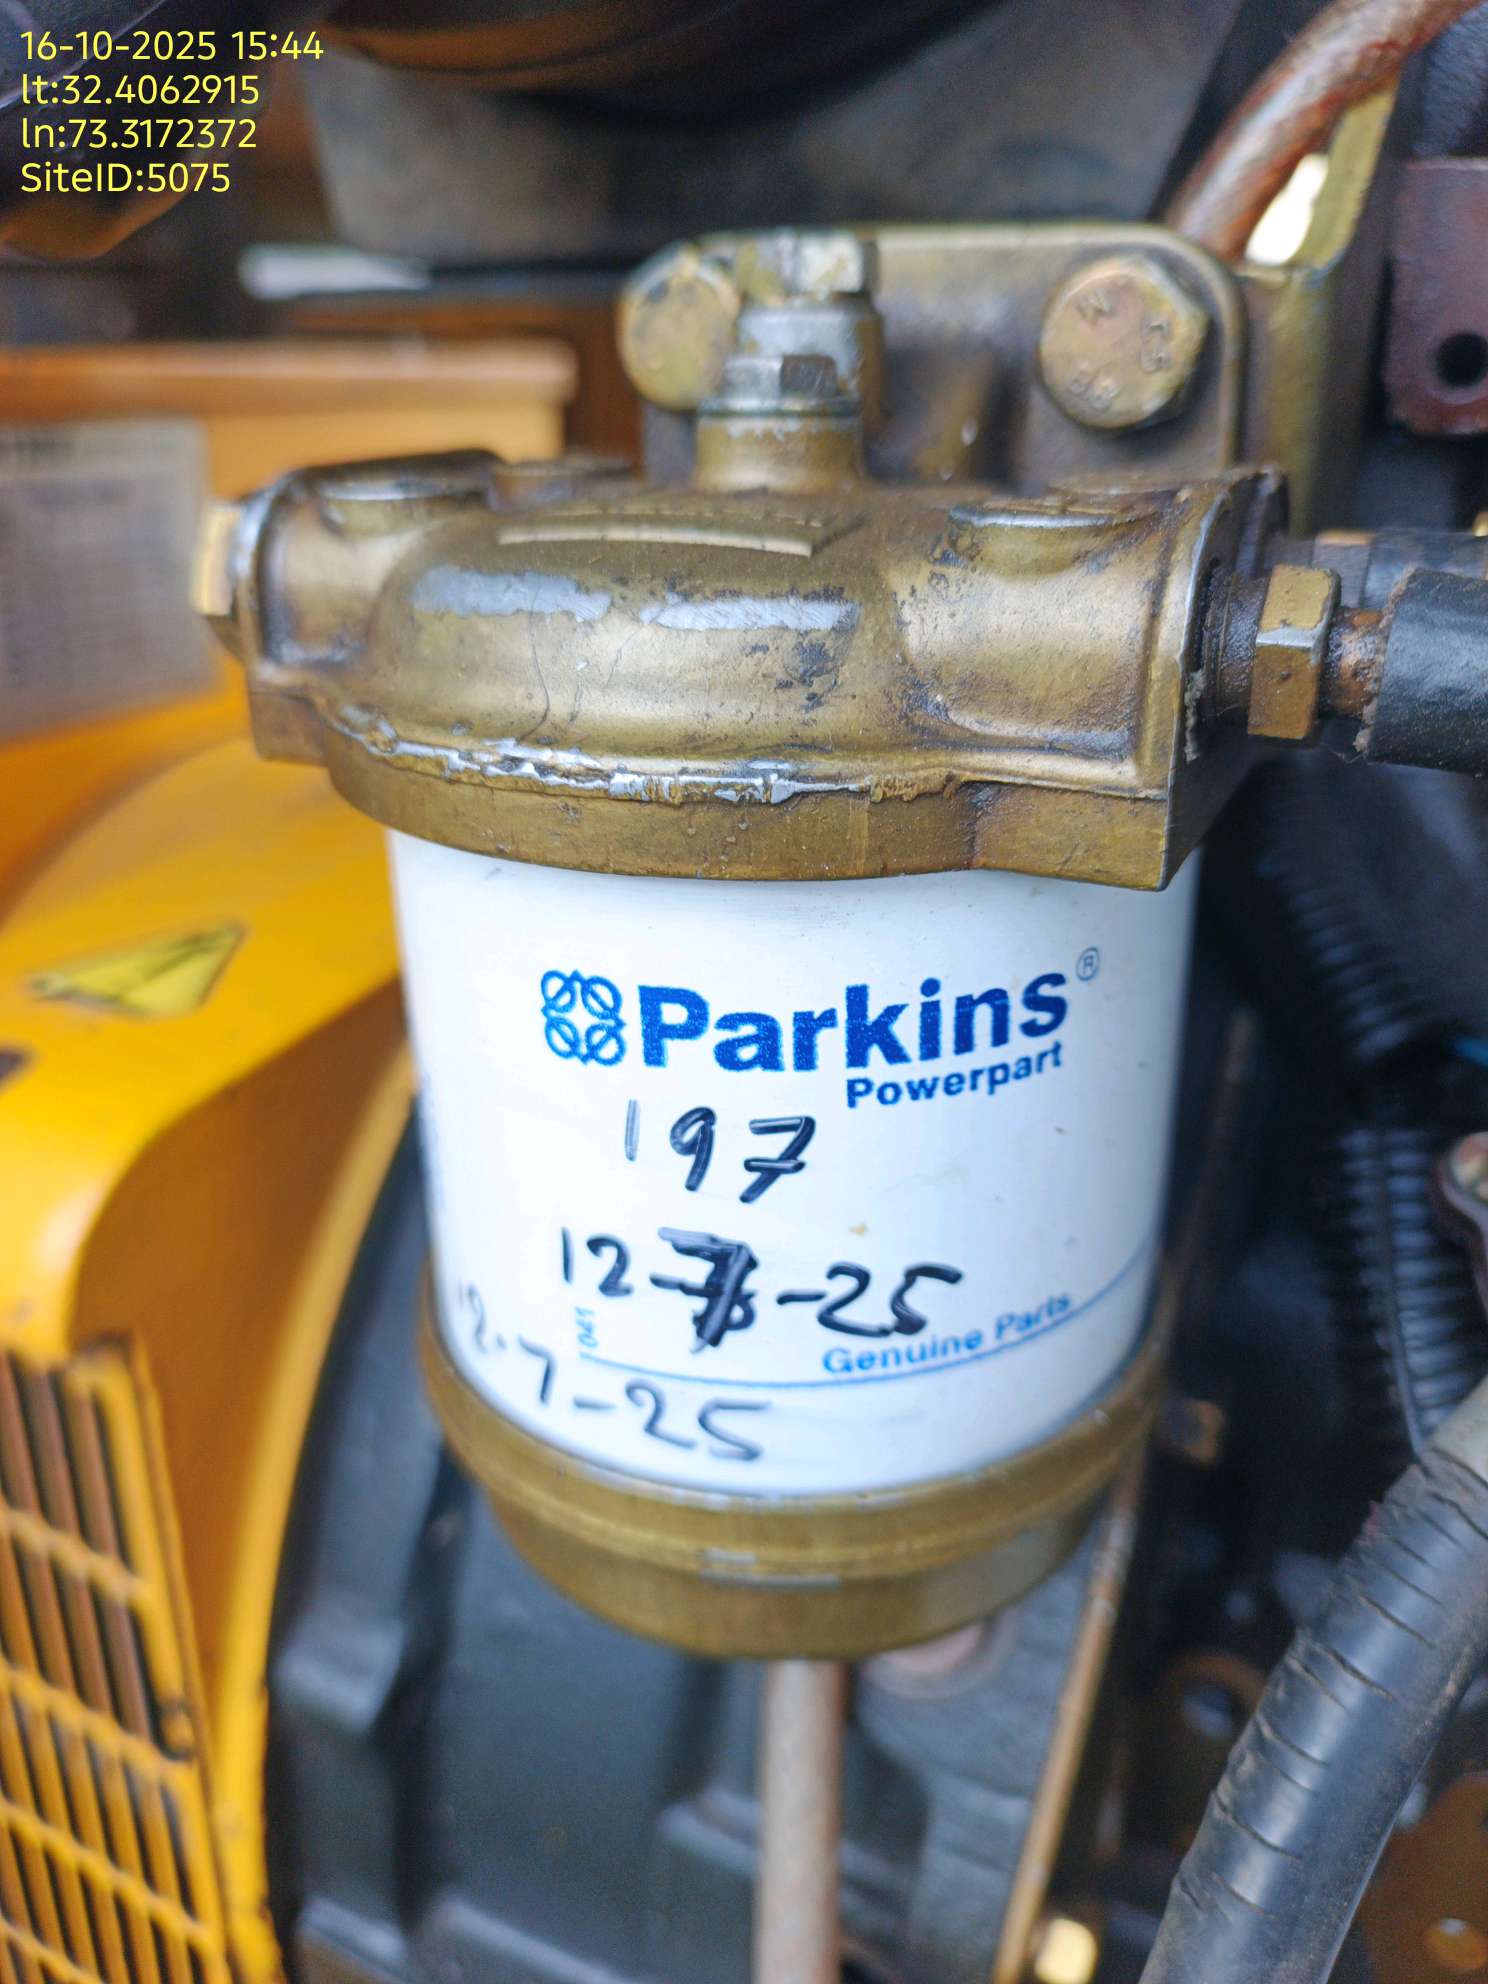 16-10-2025 15:44
lt:32.4062915
ln:73.3172372
SiteID:5075
Parkins®
Powerpart
197
12- -25
1041
Genuine Parts
12.7-25